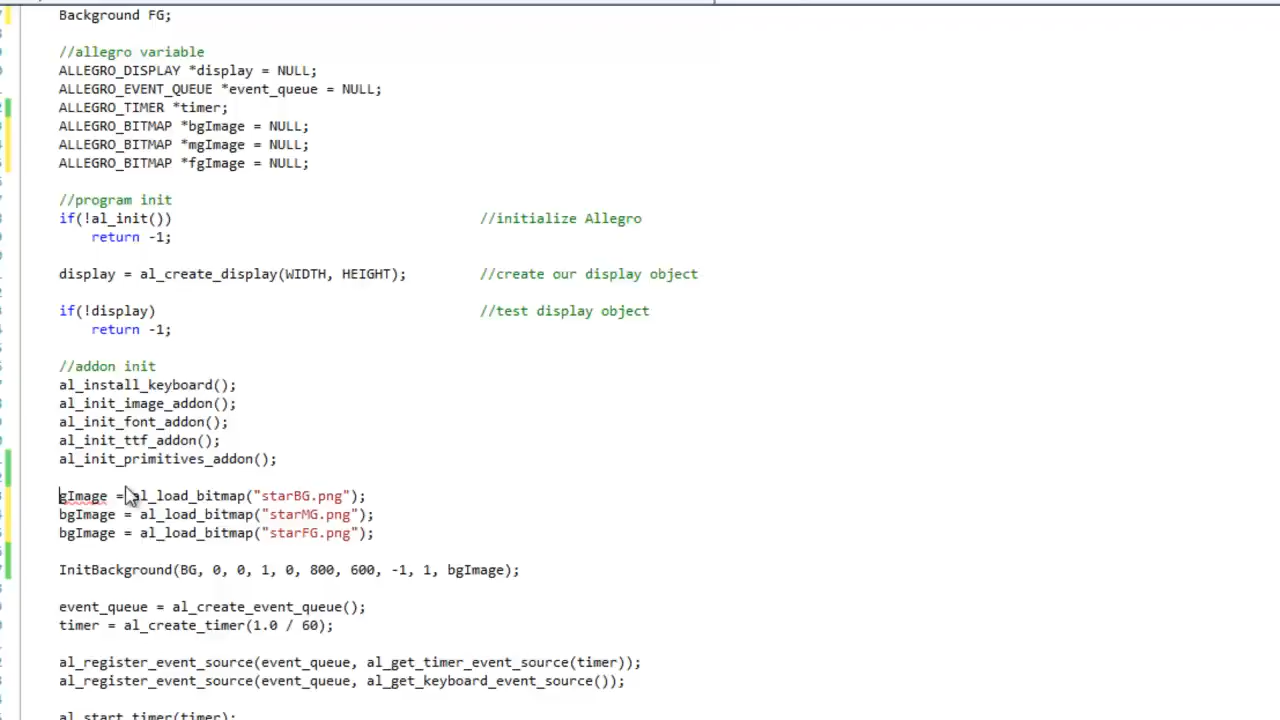 Background FG;
//allegro variable
ALLEGRO_DISPLAY *display = NULL;
ALLEGRO_EVENT_QUEUE *event_queue = NULL;
ALLEGRO_TIMER *timer;
ALLEGRO_BITMAP *bgImage = NULL;
ALLEGRO_BITMAP *mgImage = NULL;
ALLEGRO_BITMAP *fgImage = NULL;
//program init
if(!al_init()) //initialize Allegro
return -1;
display = al_create_display(WIDTH, HEIGHT); //create our display object
if(!display) //test display object
return -1;
//addon init
al_install_keyboard();
al_init_image_addon();
al_init_font_addon();
al_init_ttf_addon();
al_init_primitives_addon();
gImage = al_load_bitmap("starBG.png");
bgImage = al_load_bitmap("starMG.png");
bgImage = al_load_bitmap("starFG.png");
InitBackground(BG, 0, 0, 1, 0, 800, 600, -1, 1, bgImage);
event_queue = al_create_event_queue();
timer = al_create_timer(1.0 / 60);
al_register_event_source(event_queue, al_get_timer_event_source(timer));
al_register_event_source(event_queue, al_get_keyboard_event_source());
al_start_timer(timer);